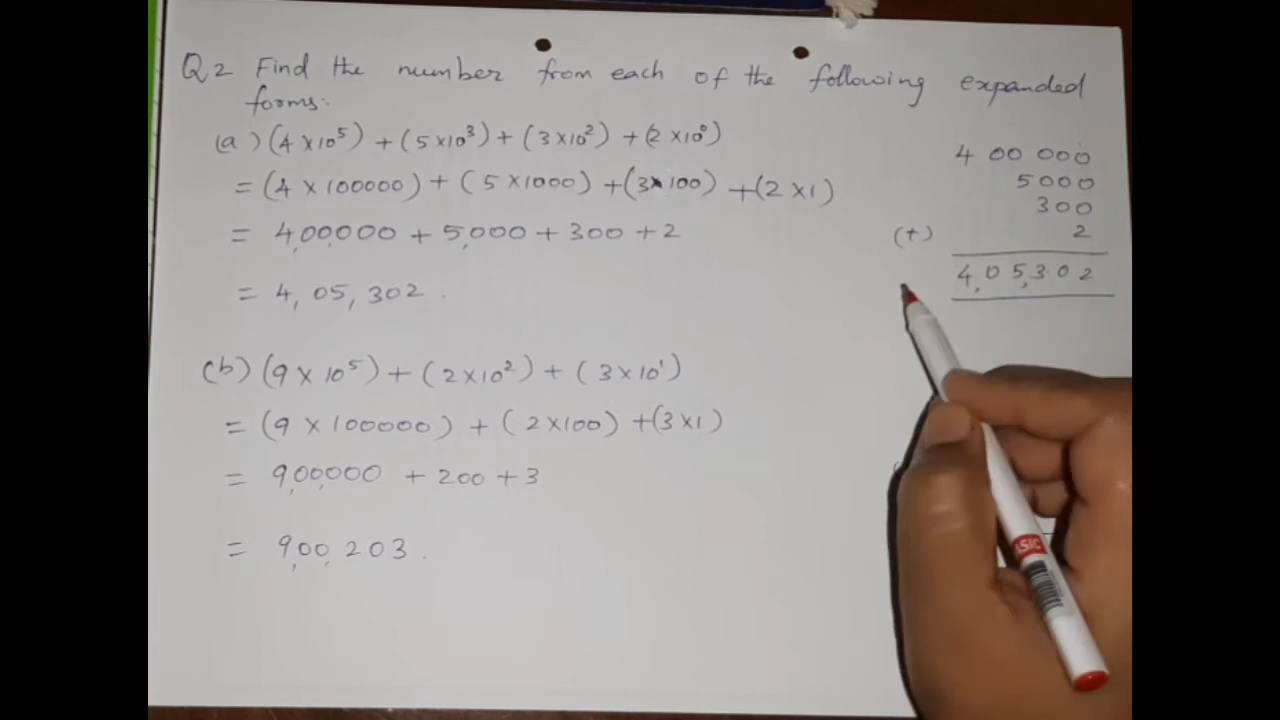 Q2 Find the number from each of the following expanded
forms:
(a) (4 × 10⁵) + (5 × 10³) + (3 × 10²) + (2 × 10⁰)
= (4 × 100000) + (5 × 1000) + (3 × 100) + (2 × 1)
= 4,00,000 + 5,000 + 300 + 2
= 4,05,302.
400 000
5000
300
(+) 2
4,05,302
(b) (9 × 10⁵) + (2 × 10²) + (3 × 10¹)
= (9 × 100000) + (2 × 100) + (3 × 1)
= 9,00,000 + 200 + 3
= 9,00,203.
BASIC